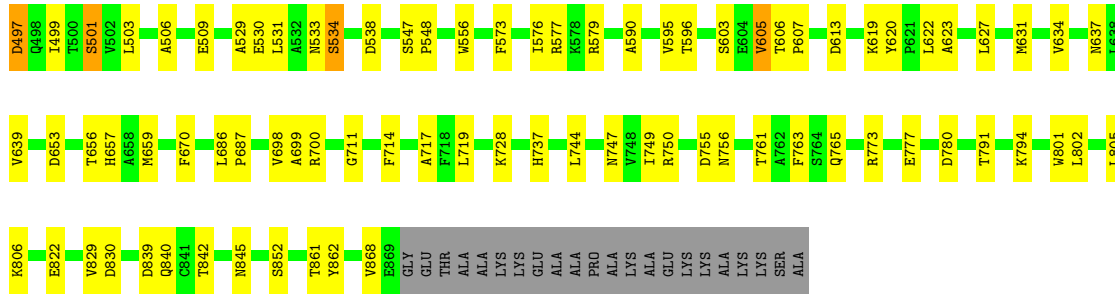 D497 Q498 I499 T500 S501 V502 L503 A506 E509 A529 E530 L531 A532 N533 S534 D538 S547 P548 W556 F573 I576 R577 K578 R579 A590 V595 T596 S603 E604 V605 T606 P607 D613 K619 Y620 P621 L622 A623 L627 M631 V634 N637 L638
V639 D653 T656 H657 A658 M659 F670 L686 P687 V698 A699 R700 G711 F714 A717 F718 L719 K728 H737 L744 N747 V748 I749 R750 D755 N756 T761 A762 F763 S764 Q765 R773 E777 D780 T791 K794 W801 L802 L805
K806 E822 V829 D830 D839 Q840 C841 T842 N845 S852 T861 Y862 V868 E869 GLY GLU THR ALA ALA LYS LYS GLU ALA ALA PRO ALA LYS ALA GLU LYS LYS ALA LYS LYS SER ALA